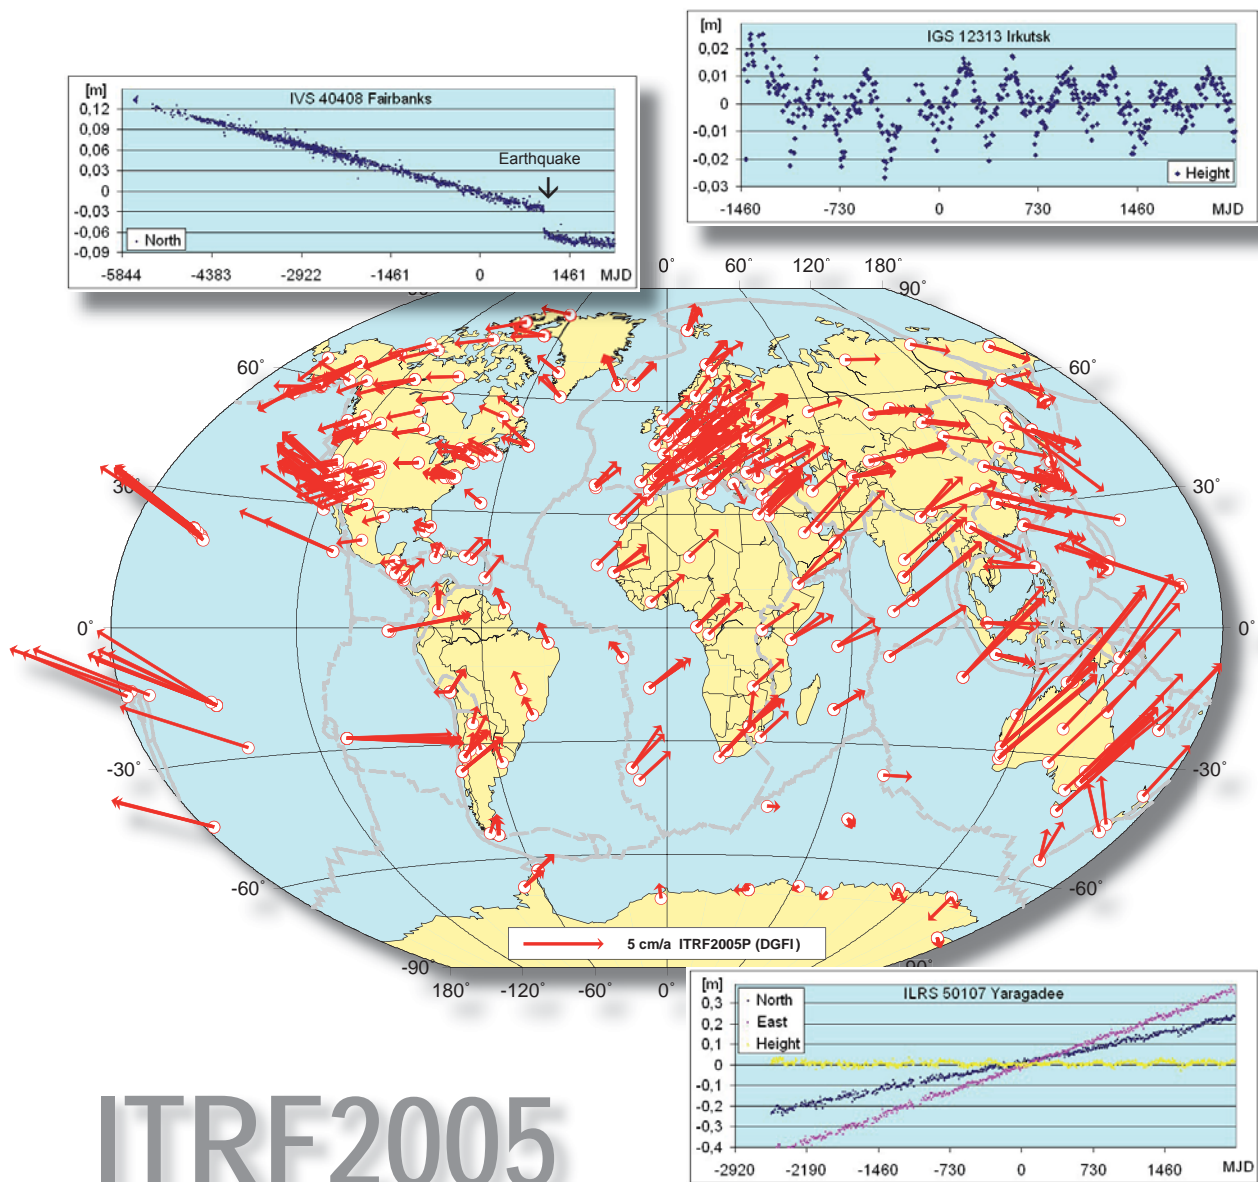 [m]
IGS 12313 Irkutsk
0,02
0,01
0
-0,01
-0,02
-0,03
Height
-1460 -730 0 730 1460 MJD
[m]
IVS 40408 Fairbanks
0,12
0,09
0,06
0,03
0
-0,03
-0,06
-0,09
Earthquake
North
-5844 -4383 -2922 -1461 0 1461 MJD
0° 60° 120° 180°
90°
60° 60°
30° 30°
0° 0°
-30° -30°
-60° -60°
5 cm/a ITRF2005P (DGFI)
-90°
180° -120° -60° 0°
[m]
ILRS 50107 Yaragadee
North
East
Height
0,3
0,2
0,1
0
-0,1
-0,2
-0,3
-0,4
-2920 -2190 -1460 -730 0 730 1460 MJD
ITRF2005